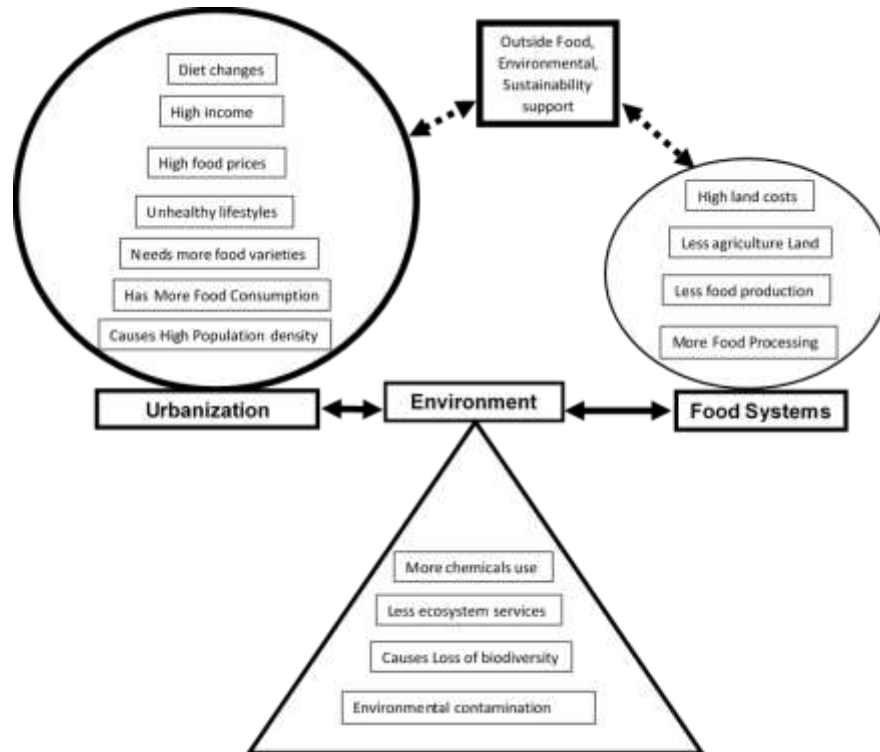 Diet changes
High income
High food prices
Unhealthy lifestyles
Needs more food varieties
Has More Food Consumption
Causes High Population density
Urbanization
Outside Food,
Environmental,
Sustainability
support
High land costs
Less agriculture Land
Less food production
More Food Processing
Food Systems
Environment
More chemicals use
Less ecosystem services
Causes Loss of biodiversity
Environmental contamination